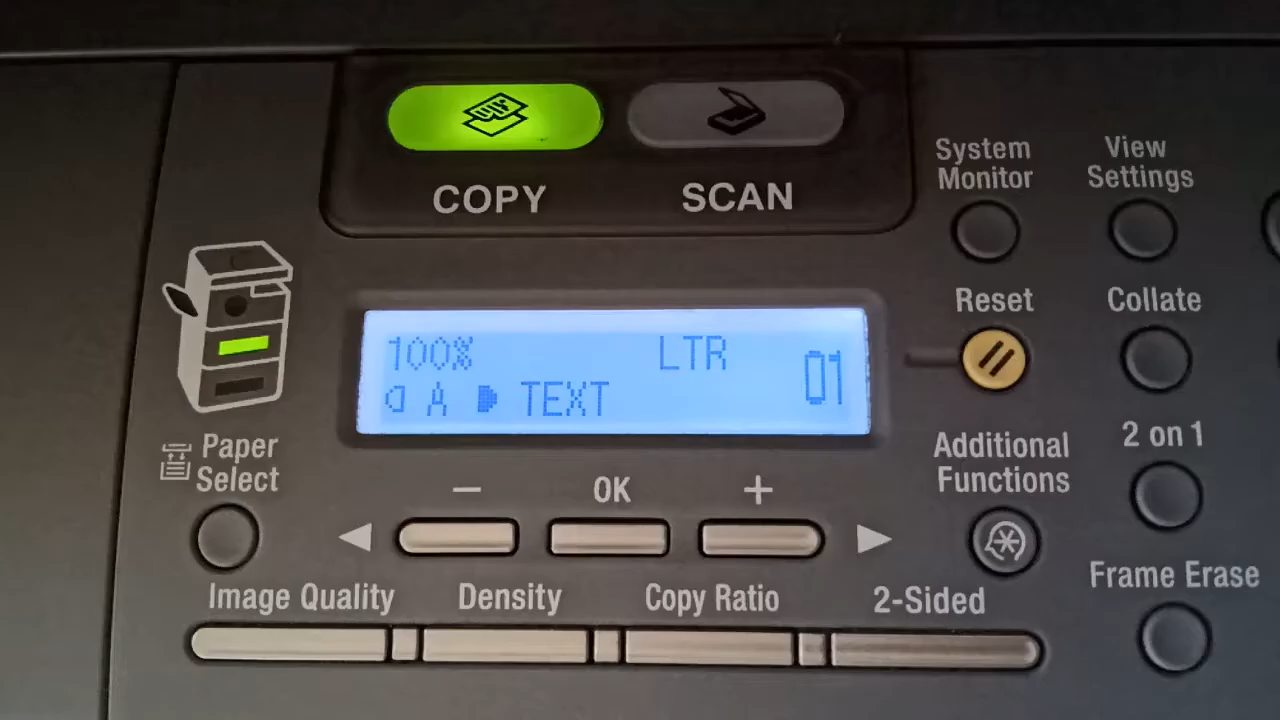 COPY
SCAN
System
Monitor
View
Settings
Reset
Collate
100% LTR
A TEXT
01
Paper
Select
Additional
Functions
2 on 1
− OK +
Image Quality
Density
Copy Ratio
2-Sided
Frame Erase